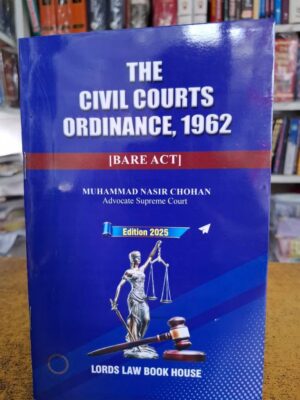 THE
CIVIL COURTS
ORDINANCE, 1962
[BARE ACT]
MUHAMMAD NASIR CHOHAN
Advocate Supreme Court
Edition 2025
LORDS LAW BOOK HOUSE